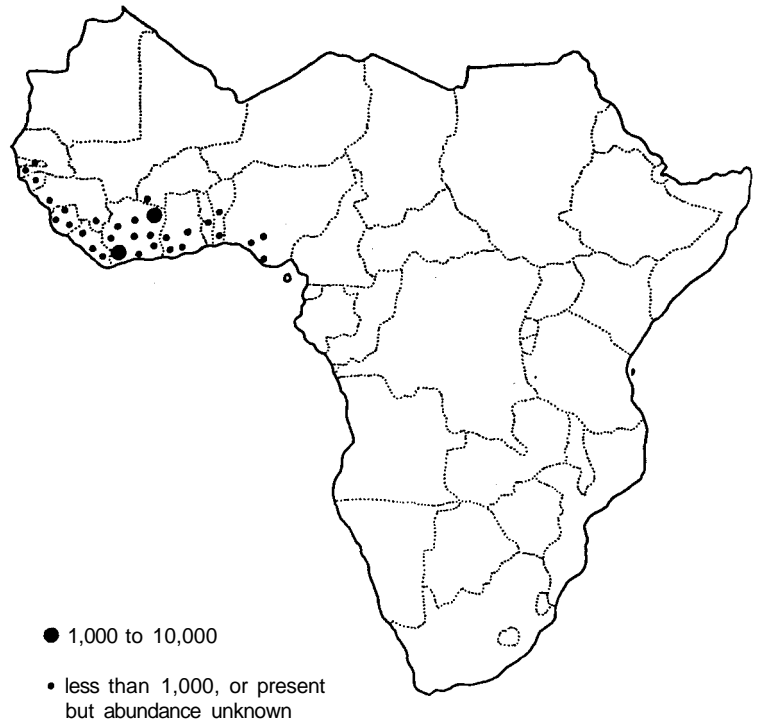 1,000 to 10,000
less than 1,000, or present
but abundance unknown